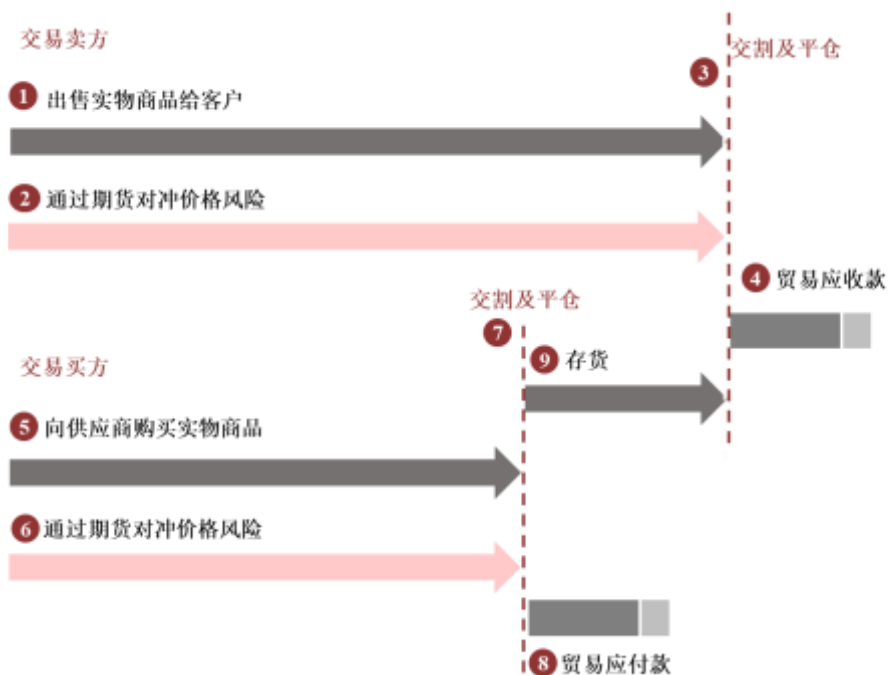 交易卖方
交割及平仓
3
1 出售实物商品给客户
2 通过期货对冲价格风险
4 贸易应收款
交割及平仓
7
9 存货
交易买方
5 向供应商购买实物商品
6 通过期货对冲价格风险
8 贸易应付款